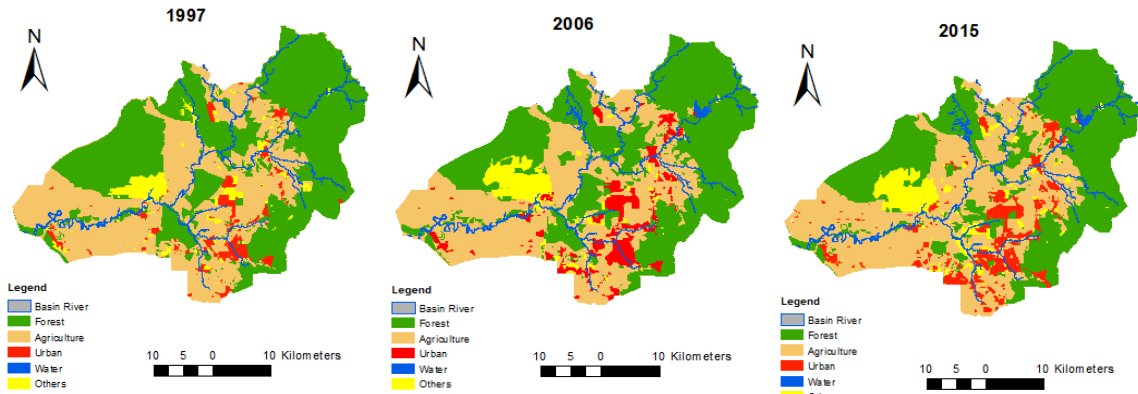 1997
N
Legend
Basin River
Forest
Agriculture
Urban
Water
Others
10 5 0 10 Kilometers
2006
N
Legend
Basin River
Forest
Agriculture
Urban
Water
Others
10 5 0 10 Kilometers
2015
N
Legend
Basin River
Forest
Agriculture
Urban
Water
10 5 0 10 Kilometers